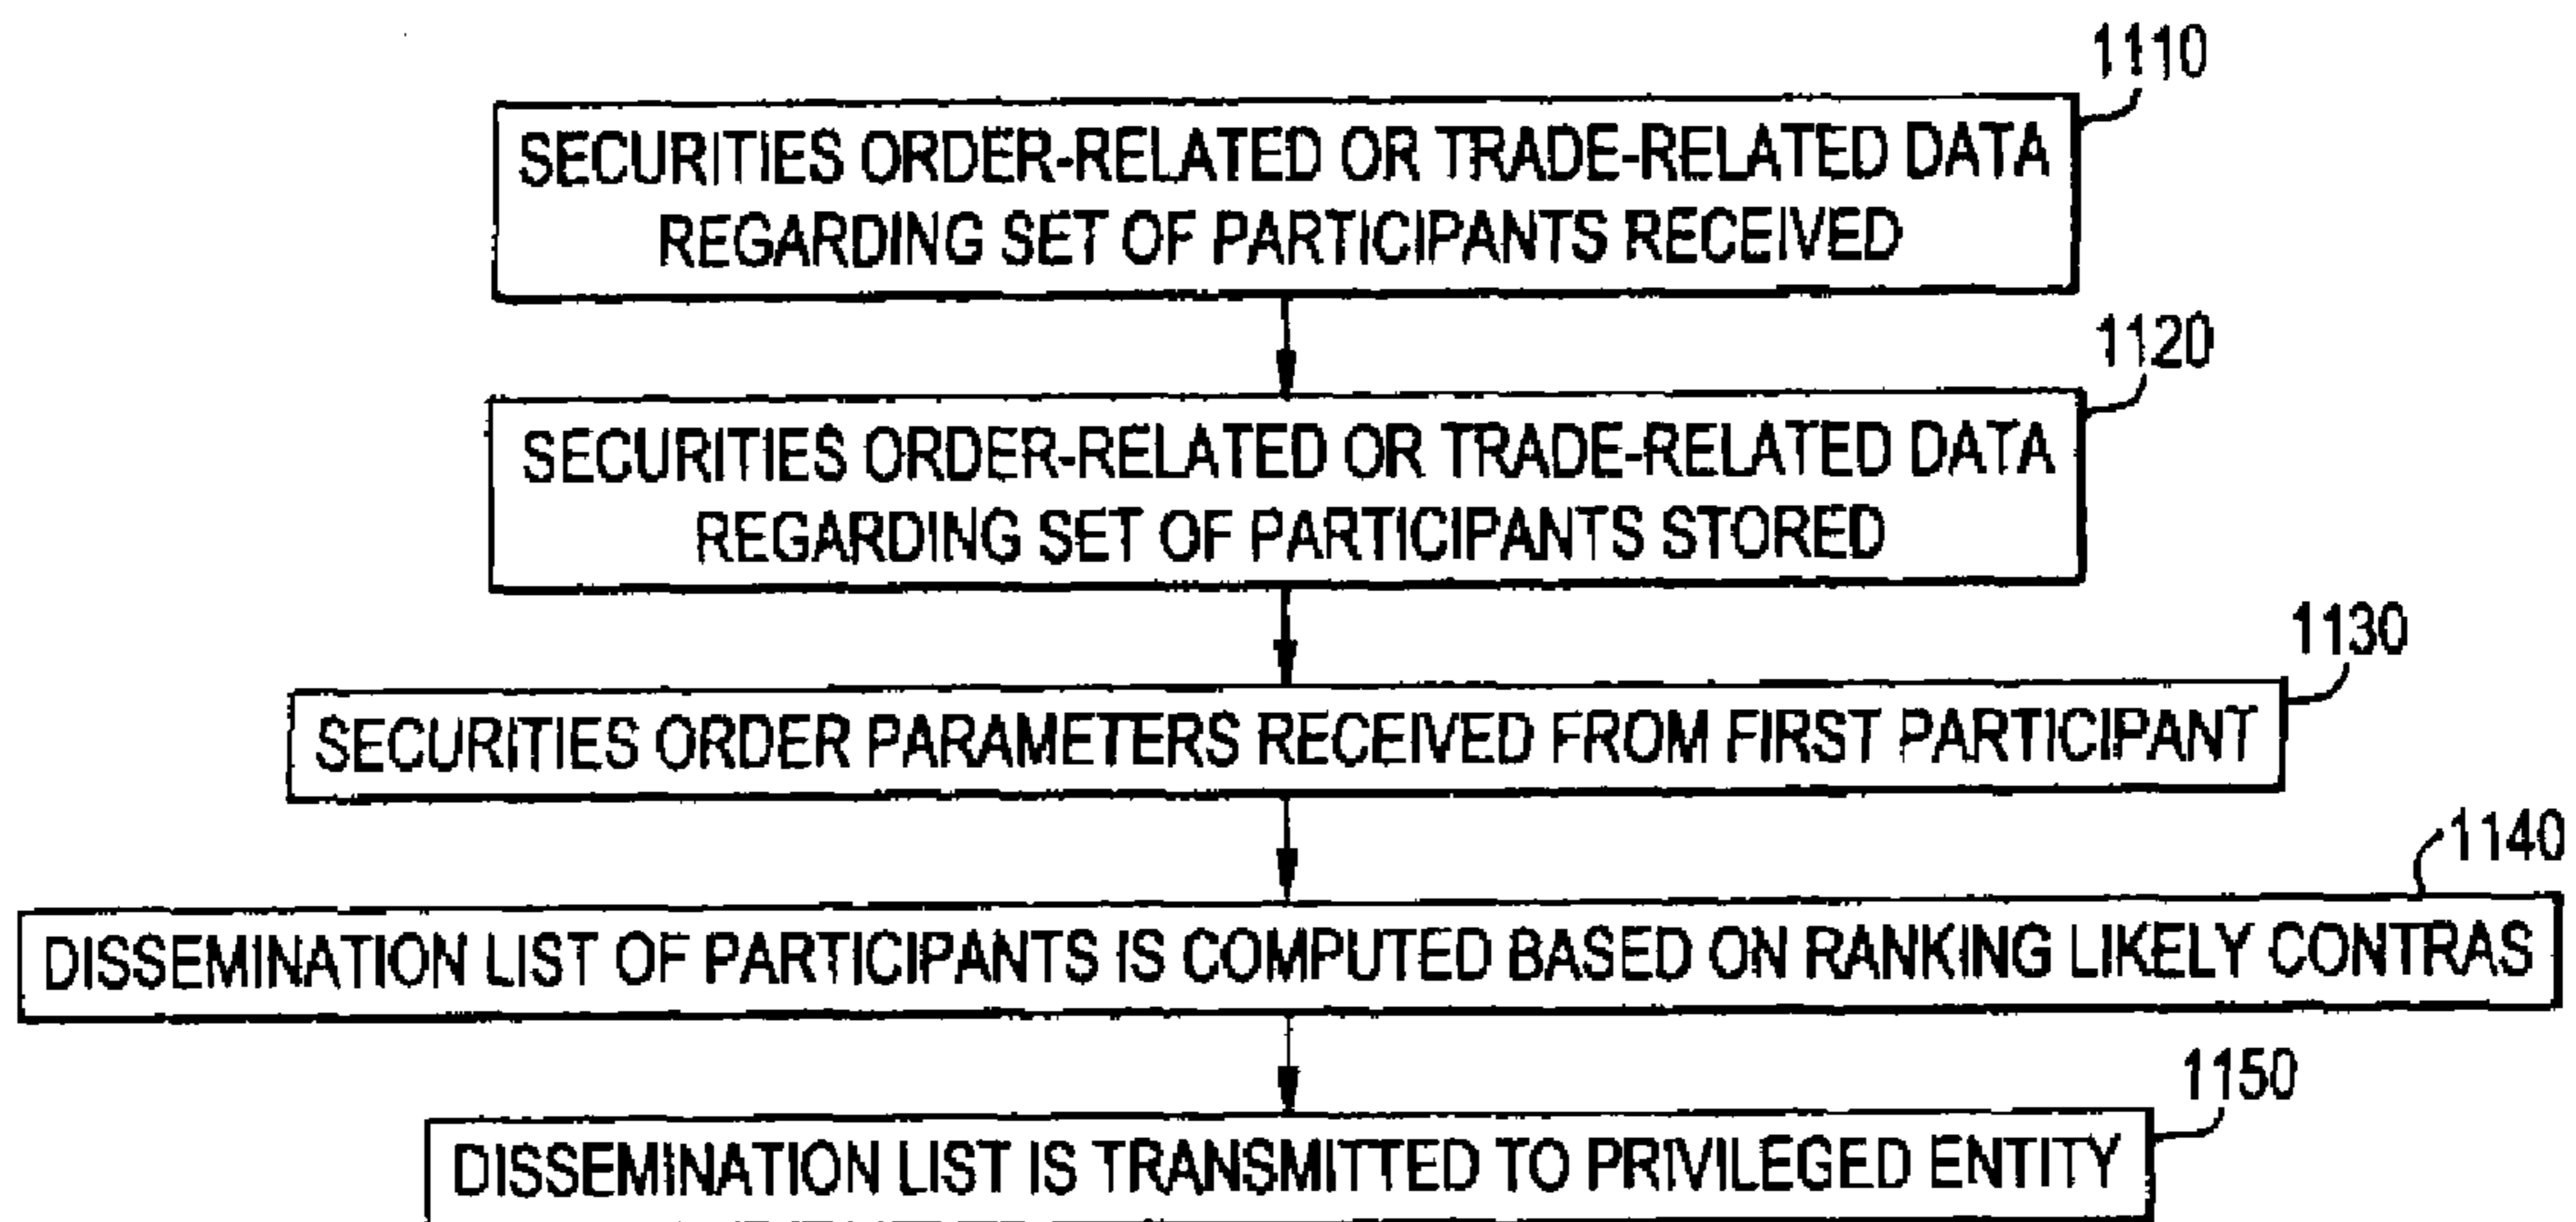 1110
SECURITIES ORDER-RELATED OR TRADE-RELATED DATA
REGARDING SET OF PARTICIPANTS RECEIVED
1120
SECURITIES ORDER-RELATED OR TRADE-RELATED DATA
REGARDING SET OF PARTICIPANTS STORED
1130
SECURITIES ORDER PARAMETERS RECEIVED FROM FIRST PARTICIPANT
1140
DISSEMINATION LIST OF PARTICIPANTS IS COMPUTED BASED ON RANKING LIKELY CONTRAS
1150
DISSEMINATION LIST IS TRANSMITTED TO PRIVILEGED ENTITY